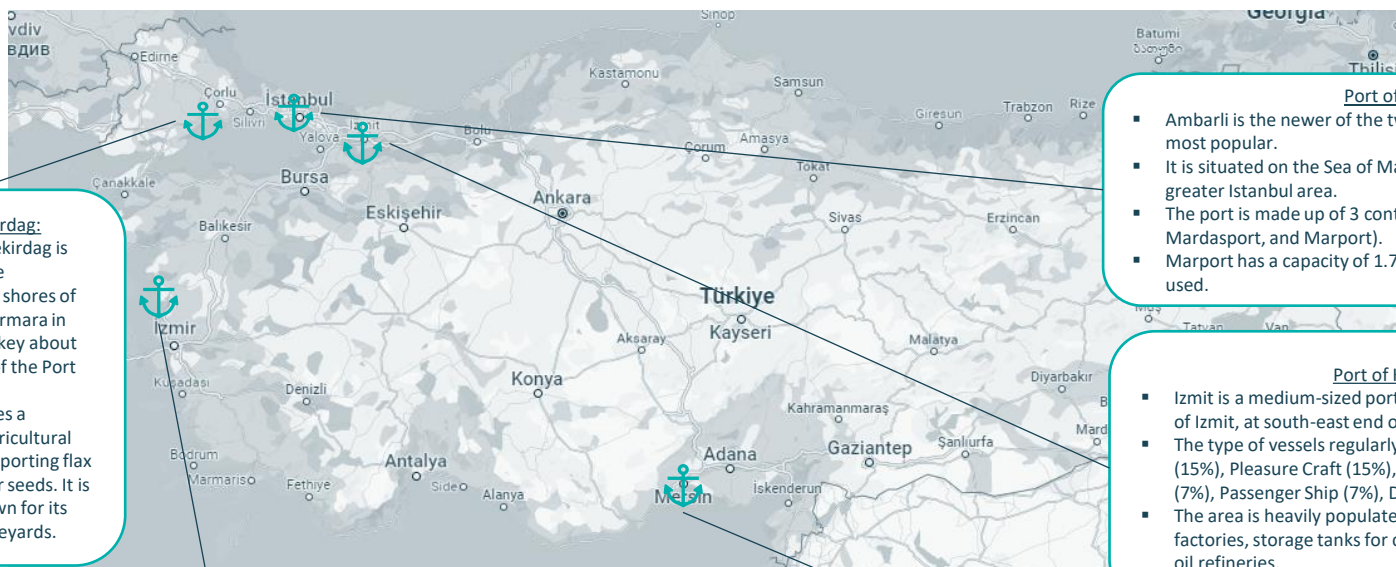 Sinop
Georgia
vdiv
вдив
Edirne
Batumi
ბათუმი
Tbilis
Kastamonu
Samsun
Çorlu
İstanbul
Silivri
Giresun
Trabzon
Rize
İzmit
Bolu
Yalova
Çorum
Amasya
Tokat
Bursa
Çanakkale
Ankara
Eskişehir
Balıkesir
Sivas
Erzincan
Türkiye
Kayseri
Muş
Tatvan
Van
İzmir
Aksaray
Malatya
Kuşadası
Denizli
Konya
Diyarbakır
Kahramanmaraş
B
Mard
Bodrum
Marmaris
Fethiye
Antalya
Side
Alanya
Adana
Gaziantep
Şanlıurfa
Mersin
İskenderun
rdag:
ekirdag is
e
shores of
rmara in
key about
of the Port
es a
ricultural
porting flax
r seeds. It is
wn for its
eyards.
Port of
▪ Ambarli is the newer of the t
most popular.
▪ It is situated on the Sea of Ma
greater Istanbul area.
▪ The port is made up of 3 cont
Mardasport, and Marport).
▪ Marport has a capacity of 1.7
used.
Port of
▪ Izmit is a medium-sized port
of Izmit, at south-east end o
▪ The type of vessels regularly
(15%), Pleasure Craft (15%),
(7%), Passenger Ship (7%), D
▪ The area is heavily populate
factories, storage tanks for
oil refineries.